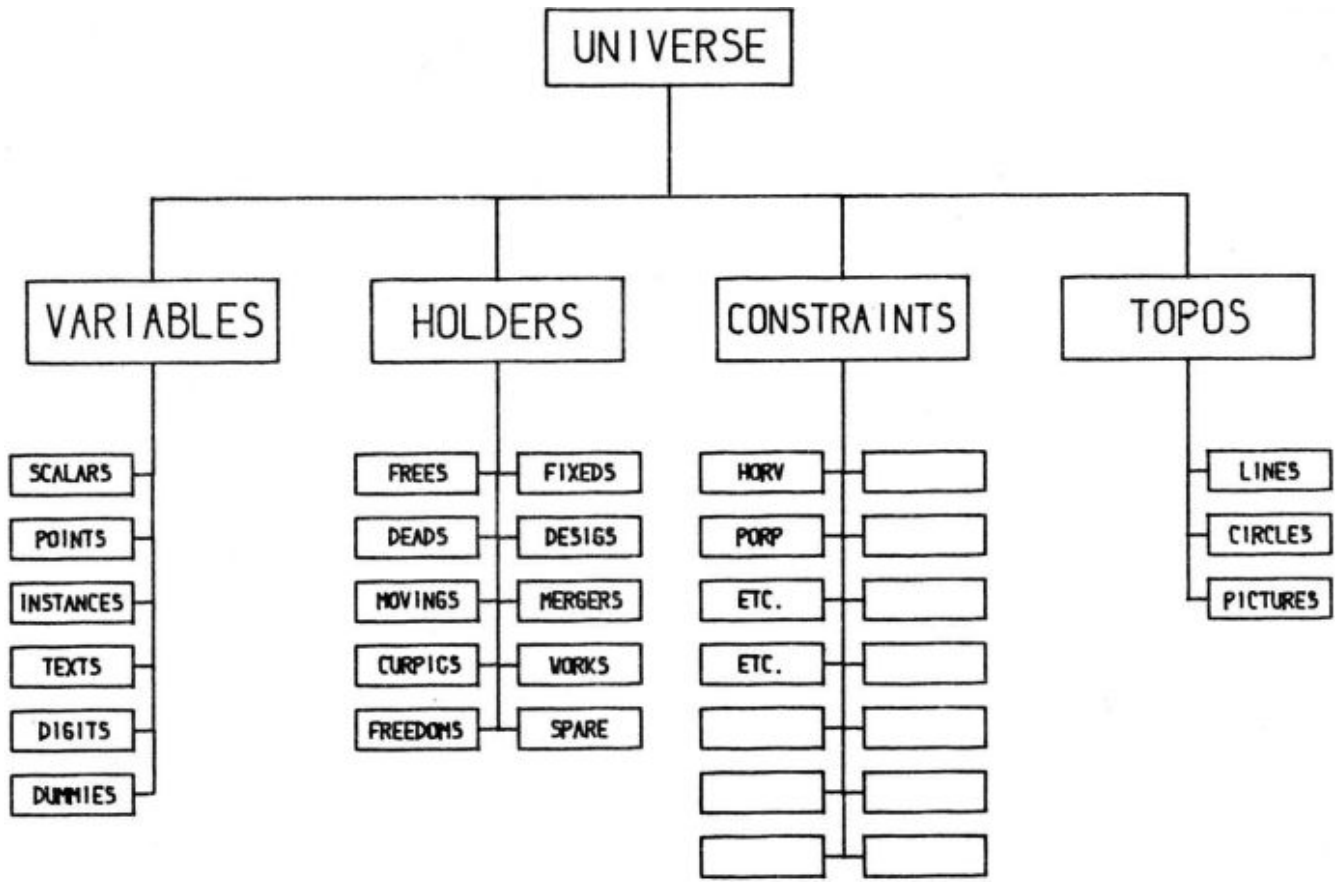 UNIVERSE
VARIABLES
HOLDERS
CONSTRAINTS
TOPOS
SCALARS
POINTS
INSTANCES
TEXTS
DIGITS
DUMMIES
FREES
FIXEDS
DEADS
DESIGS
MOVINGS
MERGERS
CURPICS
WORKS
FREEDOMS
SPARE
HORV
PORP
ETC.
ETC.
LINES
CIRCLES
PICTURES